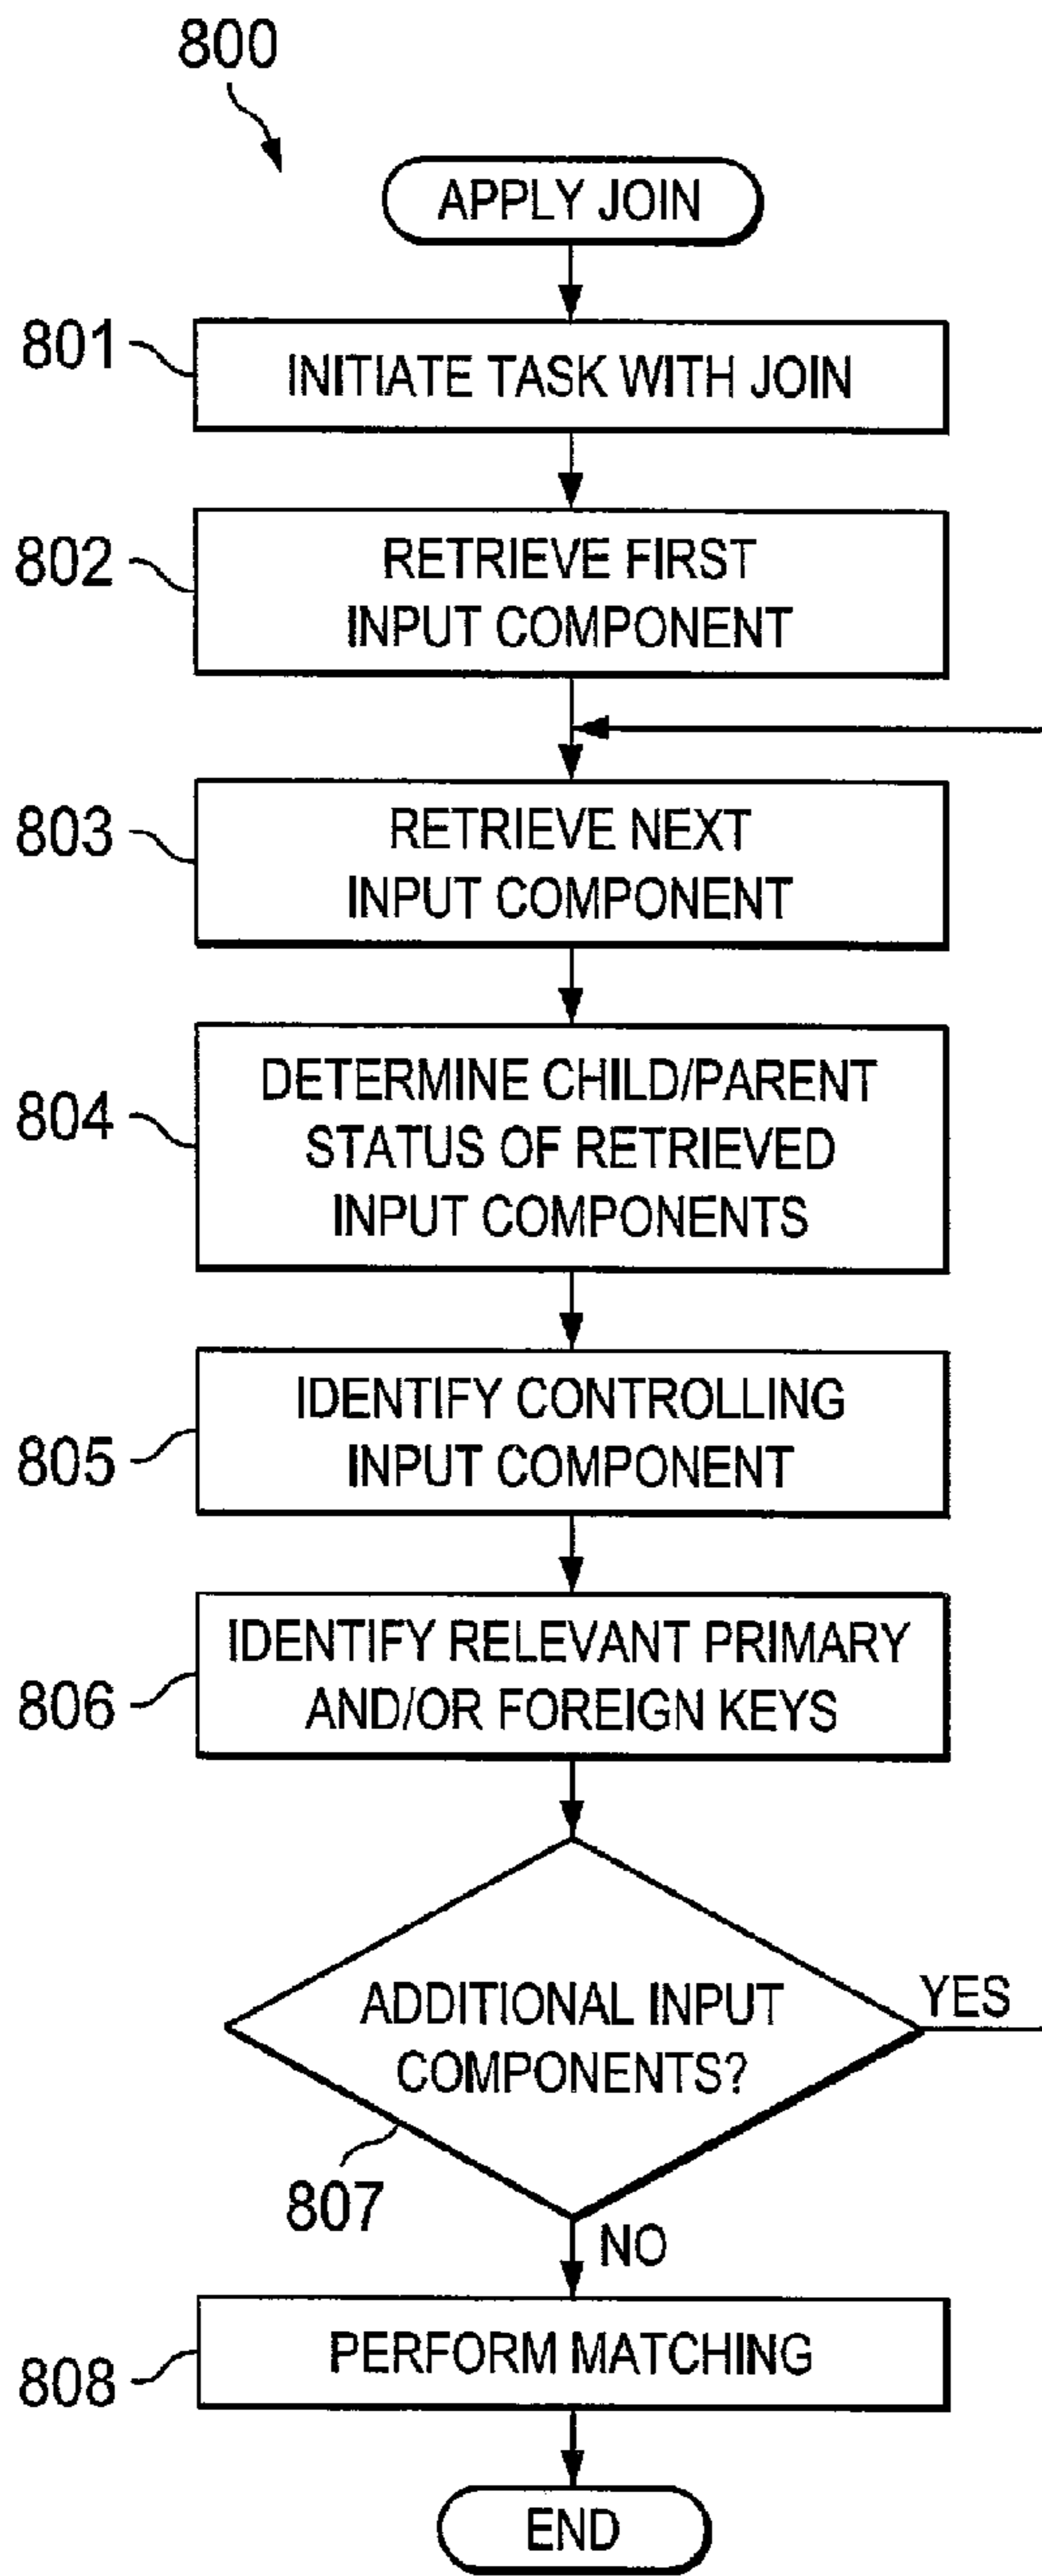 800
APPLY JOIN
801
INITIATE TASK WITH JOIN
802
RETRIEVE FIRST
INPUT COMPONENT
803
RETRIEVE NEXT
INPUT COMPONENT
804
DETERMINE CHILD/PARENT
STATUS OF RETRIEVED
INPUT COMPONENTS
805
IDENTIFY CONTROLLING
INPUT COMPONENT
806
IDENTIFY RELEVANT PRIMARY
AND/OR FOREIGN KEYS
ADDITIONAL INPUT
COMPONENTS?
YES
807
NO
808
PERFORM MATCHING
END